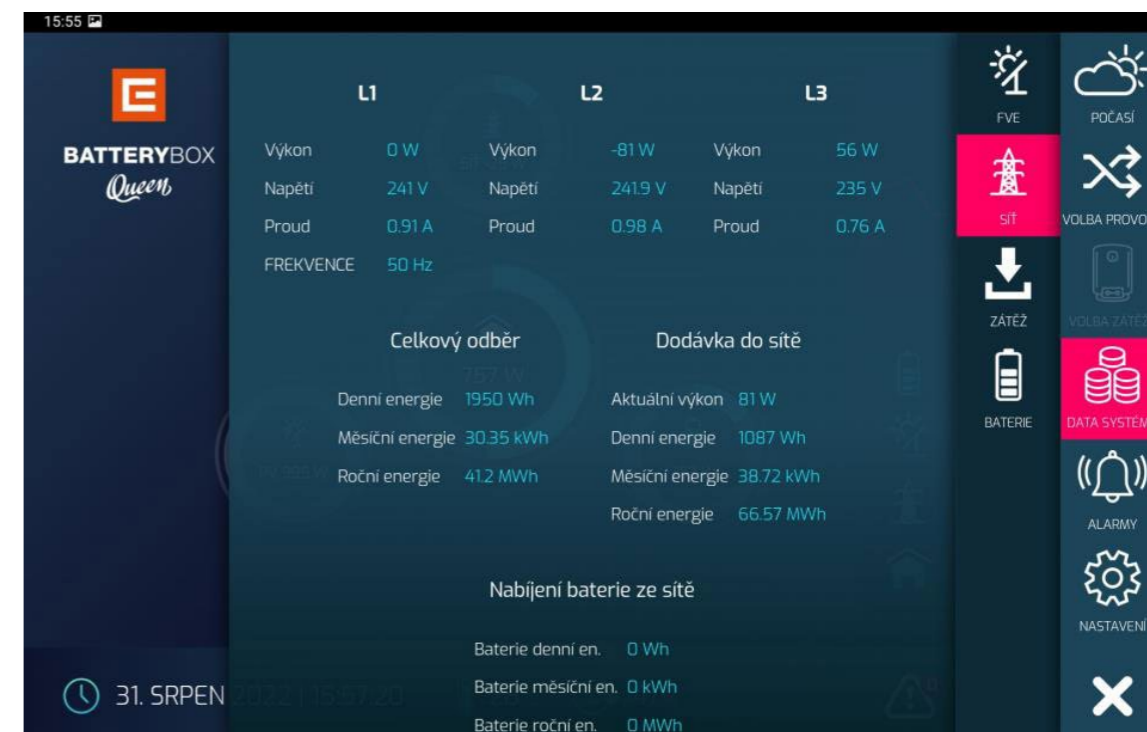 15:55
BATTERYBOX
Queen
L1 L2 L3
Výkon 0 W Výkon -81 W Výkon 56 W
Napětí 241 V Napětí 241.9 V Napětí 235 V
Proud 0.91 A Proud 0.98 A Proud 0.76 A
FREKVENCE 50 Hz
Celkový odběr Dodávka do sítě
757 W
Denní energie 1950 Wh Aktuální výkon 81 W
Měsíční energie 30.35 kWh Denní energie 1087 Wh
Roční energie 41.2 MWh Měsíční energie 38.72 kWh
Roční energie 66.57 MWh
Nabíjení baterie ze sítě
Baterie denní en. 0 Wh
Baterie měsíční en. 0 kWh
Baterie roční en. 0 MWh
31. SRPEN
FVE
SÍŤ
ZÁTĚŽ
BATERIE
POČASÍ
VOLBA PROVO
VOLBA ZÁTĚŽ
DATA SYSTÉM
ALARMY
NASTAVENÍ